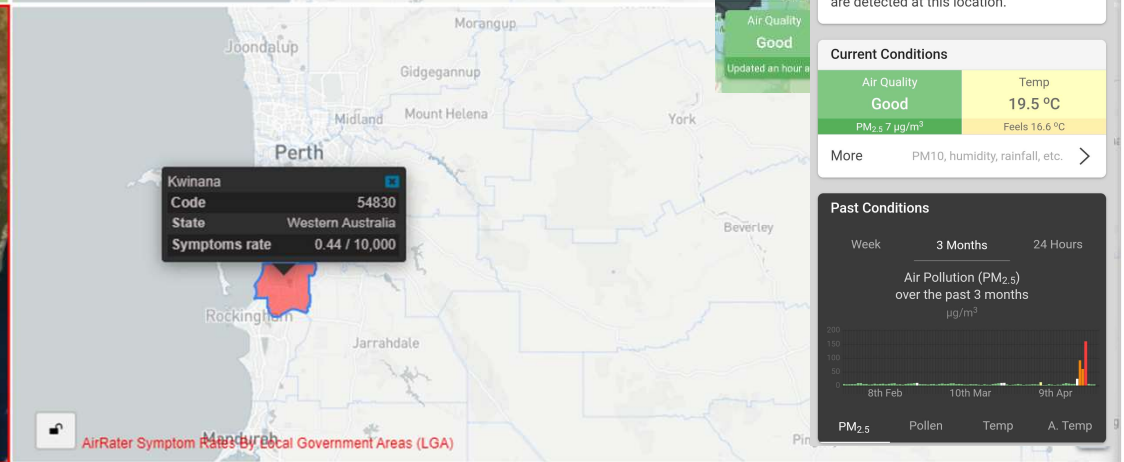 Morangup
Joondalup
Gidgegannup
Midland
Mount Helena
York
Perth
Kwinana
Code 54830
State Western Australia
Symptoms rate 0.44 / 10,000
Beverley
Rockingham
Jarrahdale
Mandurah
AirRater Symptom Rates By Local Government Areas (LGA)
Air Quality
Good
Updated an hour a
are detected at this location.
Current Conditions
Air Quality
Good
PM2.5 7 µg/m³
Temp
19.5 ºC
Feels 16.6 ºC
More PM10, humidity, rainfall, etc.
Past Conditions
Week 3 Months 24 Hours
Air Pollution (PM2.5)
over the past 3 months
µg/m³
200
150
100
50
0
8th Feb 10th Mar 9th Apr
PM2.5 Pollen Temp A. Temp